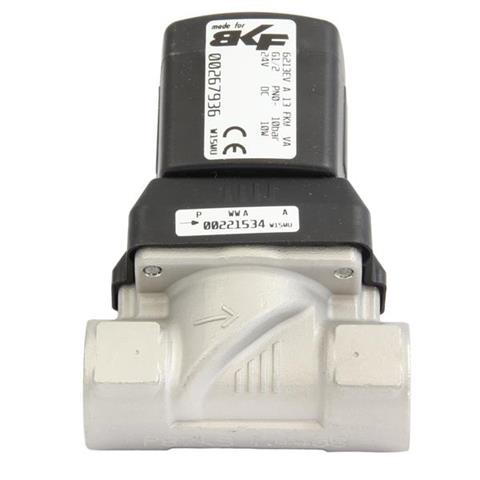 made for
00267936 W15MU
6213EV A 13 FKM VA
G1/2 PN0- 10bar
24V DC 10W
CE
P WW A A
00221534 W15MU